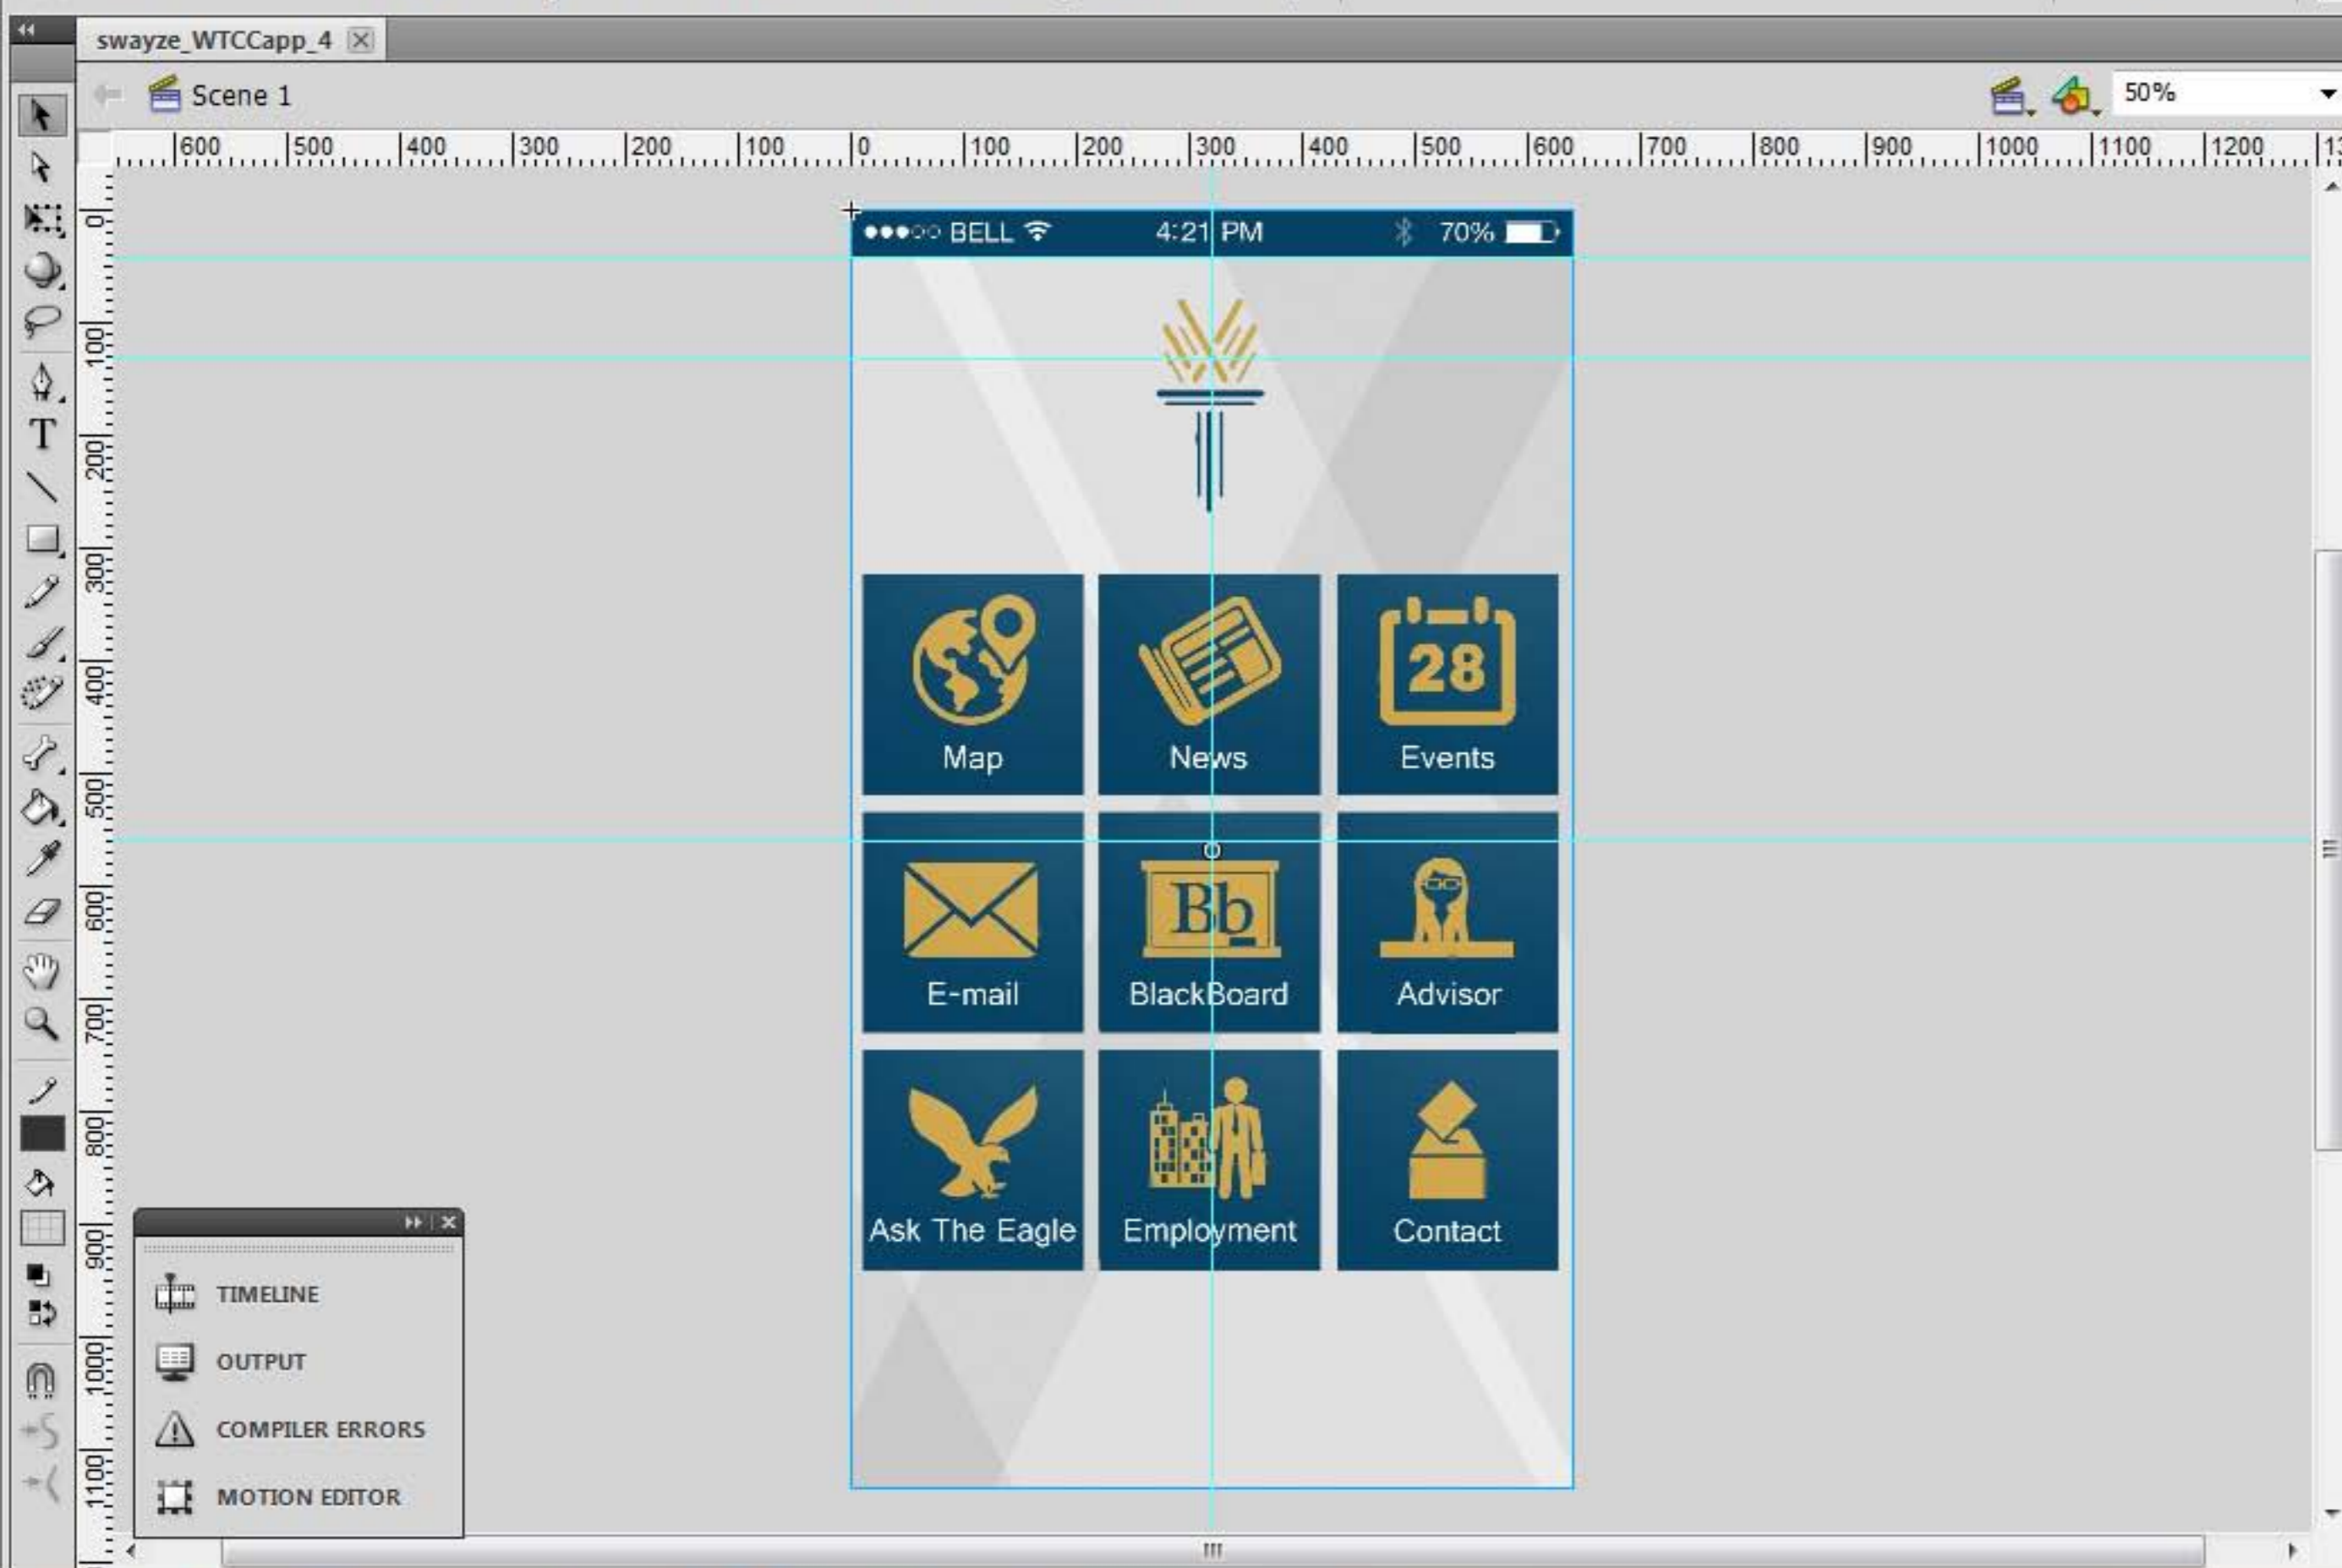 swayze_WTCCapp_4
Scene 1
50%
600 500 400 300 200 100 0 100 200 300 400 500 600 700 800 900 1000 1100 1200
0
100
200
300
400
500
600
700
800
900
1000
1100
BELL 4:21 PM 70%
28
Map News Events
Bb
E-mail BlackBoard Advisor
Ask The Eagle Employment Contact
T
TIMELINE
OUTPUT
COMPILER ERRORS
MOTION EDITOR